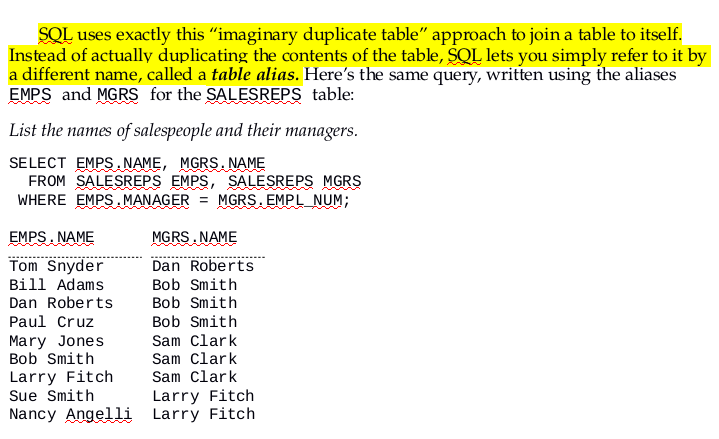 SQL uses exactly this “imaginary duplicate table” approach to join a table to itself.
Instead of actually duplicating the contents of the table, SQL lets you simply refer to it by
a different name, called a table alias. Here’s the same query, written using the aliases
EMPS and MGRS for the SALESREPS table:
List the names of salespeople and their managers.
SELECT EMPS.NAME, MGRS.NAME
FROM SALESREPS EMPS, SALESREPS MGRS
WHERE EMPS.MANAGER = MGRS.EMPL_NUM;
EMPS.NAME MGRS.NAME
Tom Snyder Dan Roberts
Bill Adams Bob Smith
Dan Roberts Bob Smith
Paul Cruz Bob Smith
Mary Jones Sam Clark
Bob Smith Sam Clark
Larry Fitch Sam Clark
Sue Smith Larry Fitch
Nancy Angelli Larry Fitch